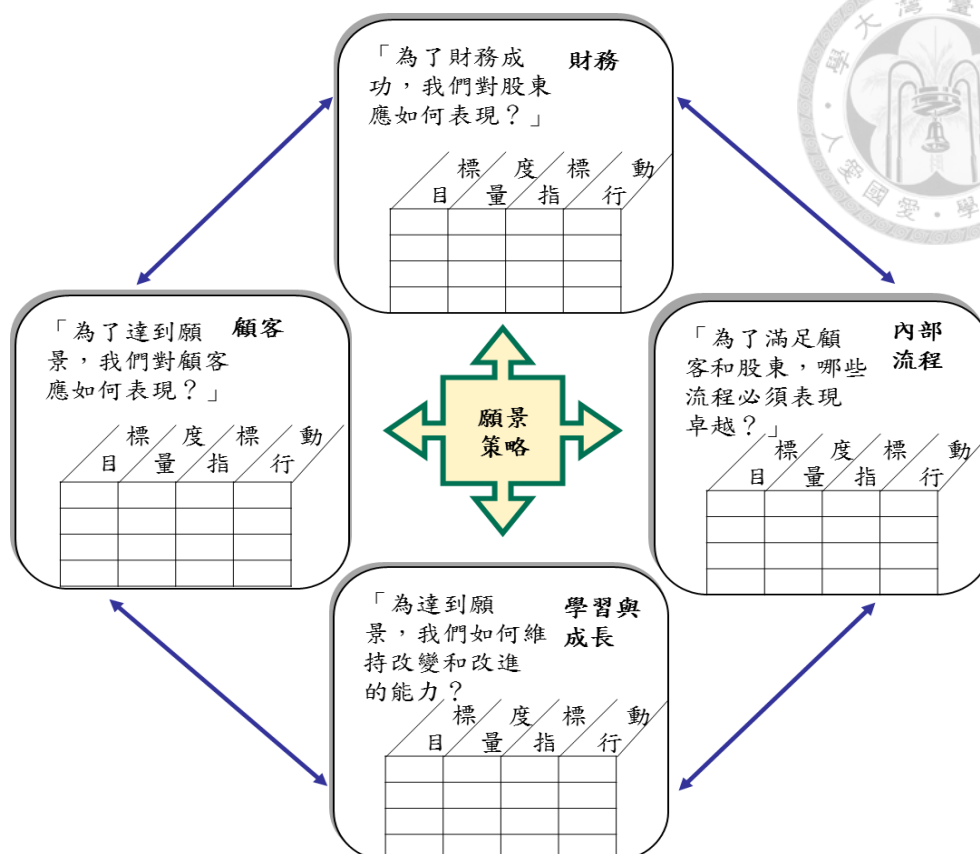 「為了財務成
功，我們對股東
應如何表現？」
財務
目標 量度 指標 行動
「為了達到願
景，我們對顧客
應如何表現？」
顧客
目標 量度 指標 行動
願景
策略
「為了滿足顧
客和股東，哪些
流程必須表現
卓越？」
內部
流程
目標 量度 指標 行動
「為達到願
景，我們如何維
持改變和改進
的能力？
學習與
成長
目標 量度 指標 行動